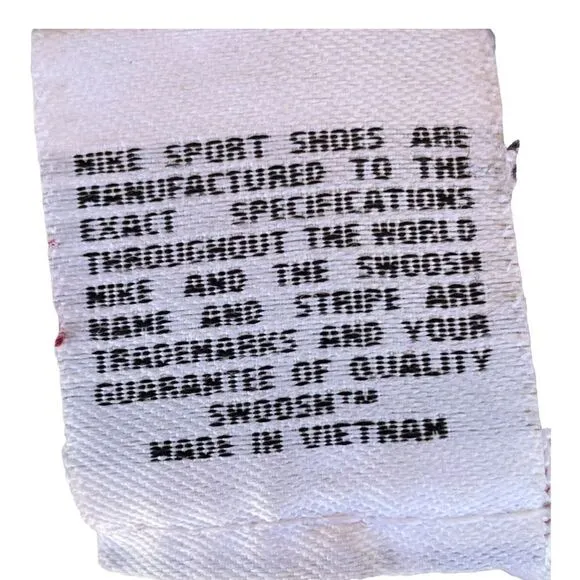 NIKE SPORT SHOES ARE
MANUFACTURED TO THE
EXACT SPECIFICATIONS
THROUGHOUT THE WORLD
NIKE AND THE SWOOSH
NAME AND STRIPE ARE
TRADEMARKS AND YOUR
GUARANTEE OF QUALITY
SWOOSH™
MADE IN VIETNAM